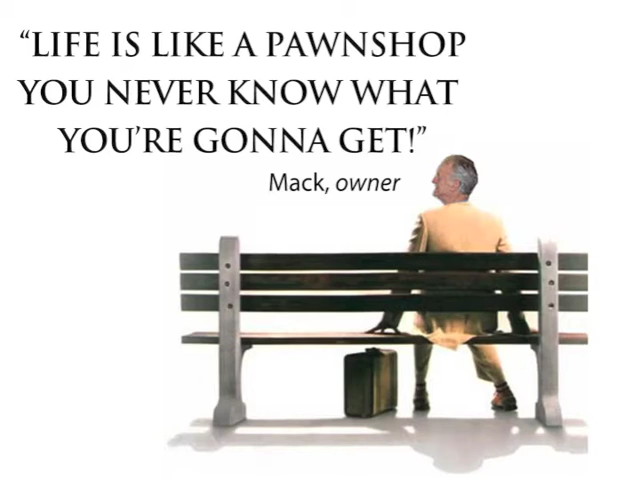 “LIFE IS LIKE A PAWNSHOP
YOU NEVER KNOW WHAT
YOU’RE GONNA GET!”
Mack, owner